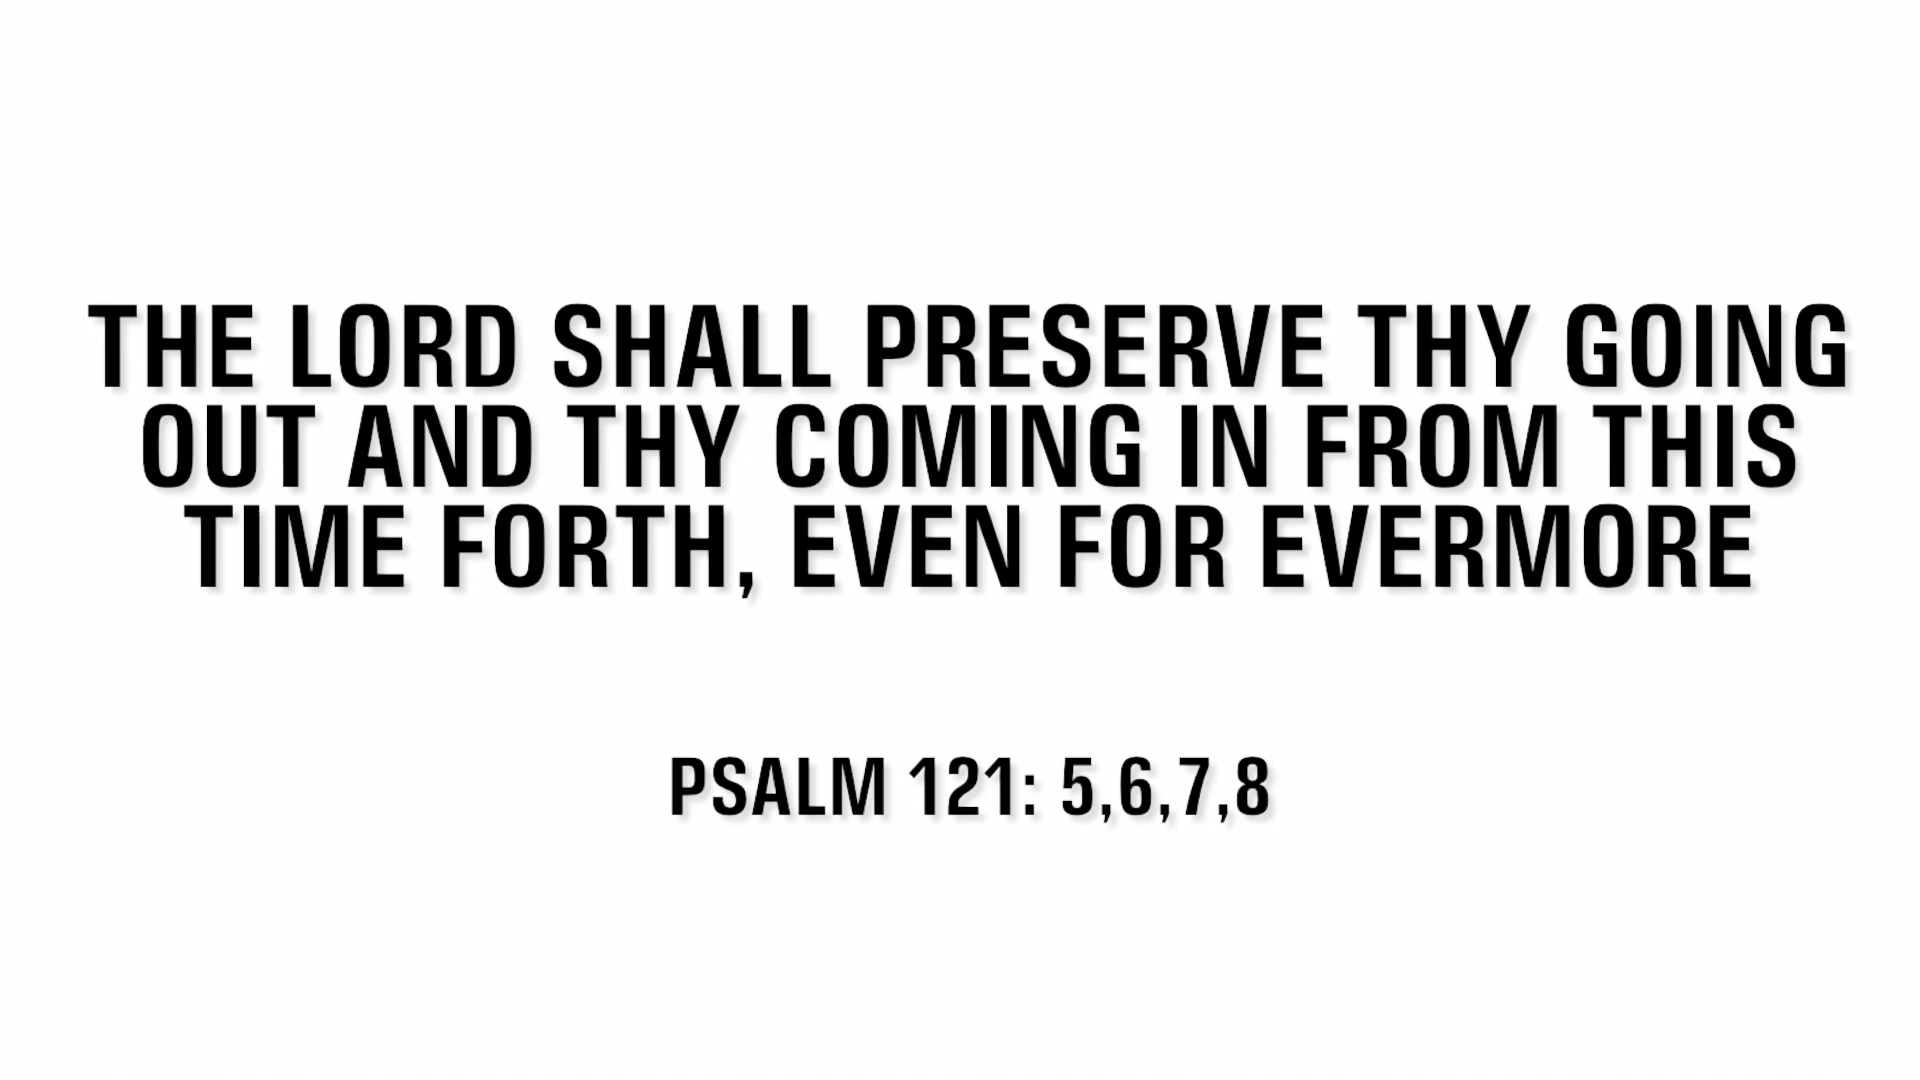 THE LORD SHALL PRESERVE THY GOING
OUT AND THY COMING IN FROM THIS
TIME FORTH, EVEN FOR EVERMORE
PSALM 121: 5,6,7,8